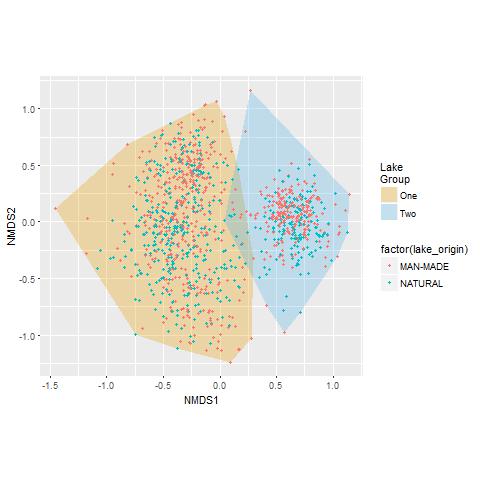 1.0
0.5
0.0
-0.5
-1.0
NMDS2
-1.5 -1.0 -0.5 0.0 0.5 1.0
NMDS1
Lake
Group
One
Two
factor(lake_origin)
MAN-MADE
NATURAL